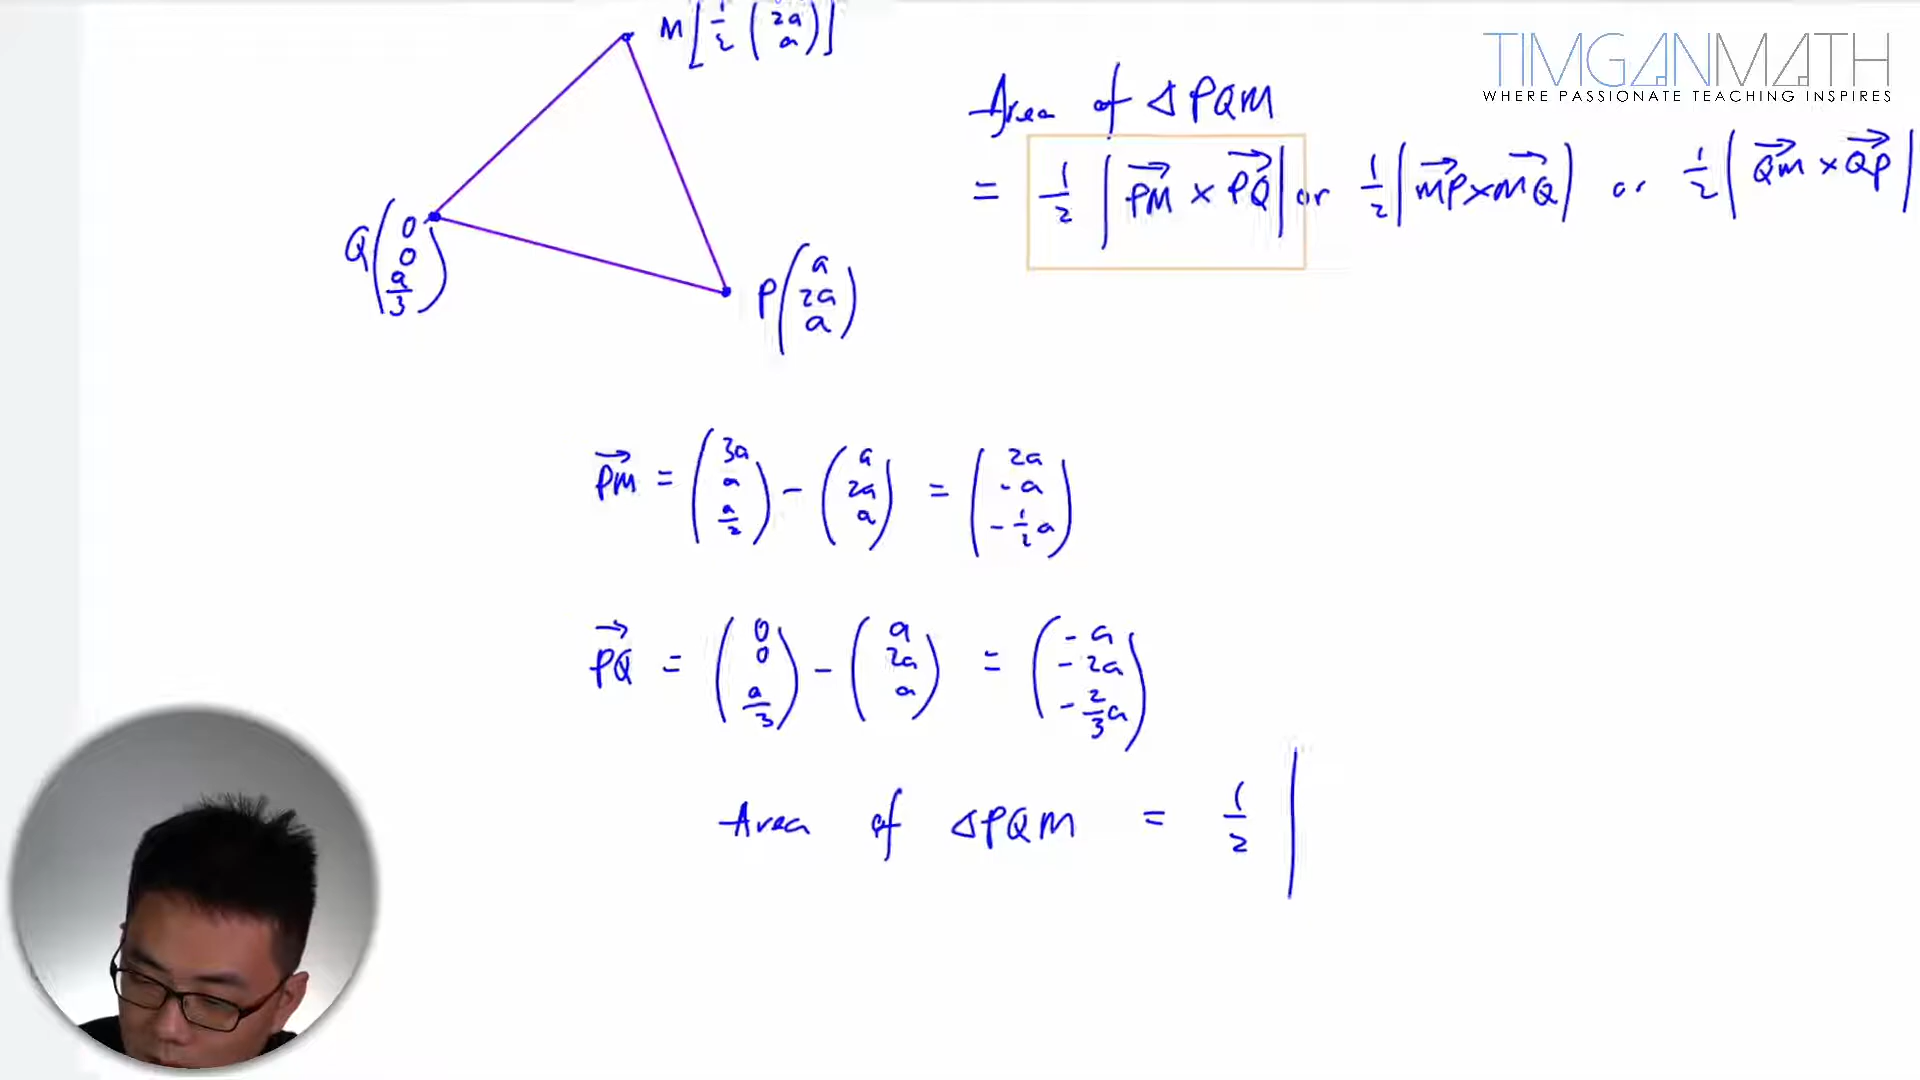 M[½(2a a)]
TIMGANMATH
WHERE PASSIONATE TEACHING INSPIRES
Area of △PQM
= ½|PM⃗ × PQ⃗| or ½|MP⃗ × MQ⃗| or ½|QM⃗ × QP⃗|
Q(0 0 a/3)
P(a 2a a)
PM⃗ = (3a a a/2) - (a 2a a) = (2a -a -½a)
PQ⃗ = (0 0 a/3) - (a 2a a) = (-a -2a -⅔a)
Area of △PQM = ½ |